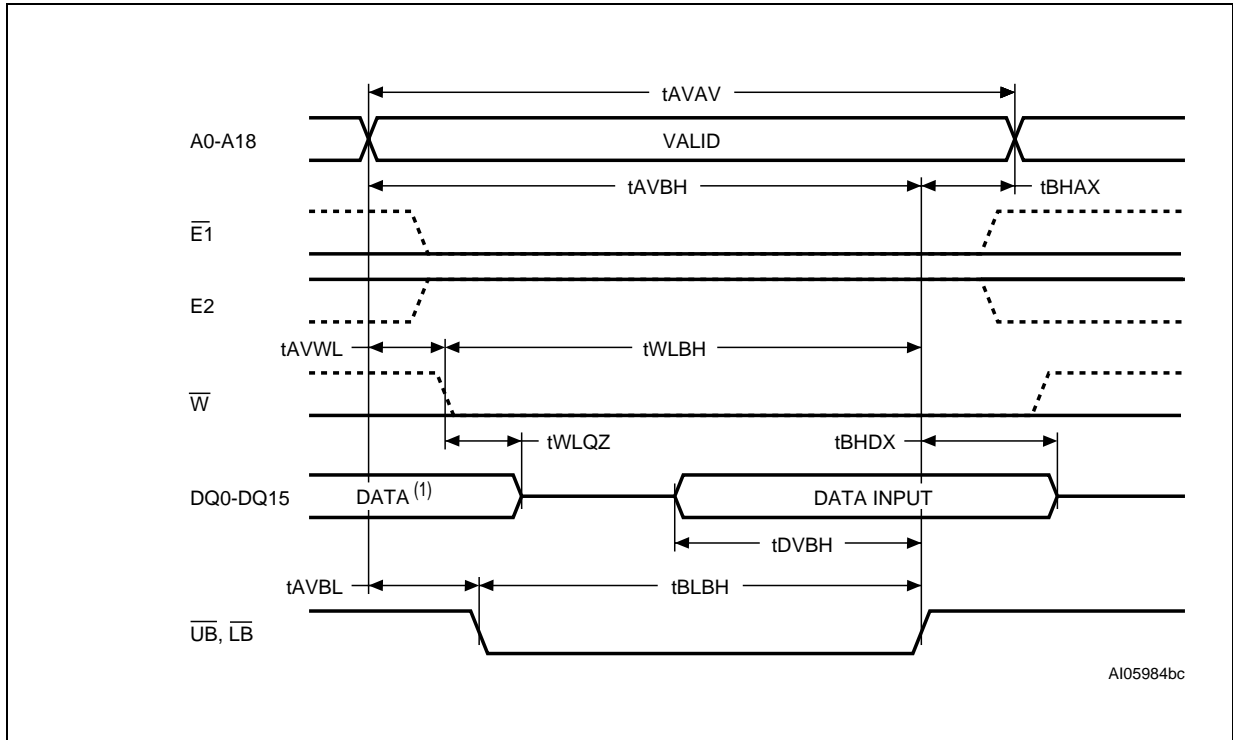 tAVAV
A0-A18 VALID
tAVBH tBHAX
E1
E2
tAVWL tWLBH
W
tWLQZ tBHDX
DQ0-DQ15 DATA (1) DATA INPUT
tDVBH
tAVBL tBLBH
UB, LB
AI05984bc